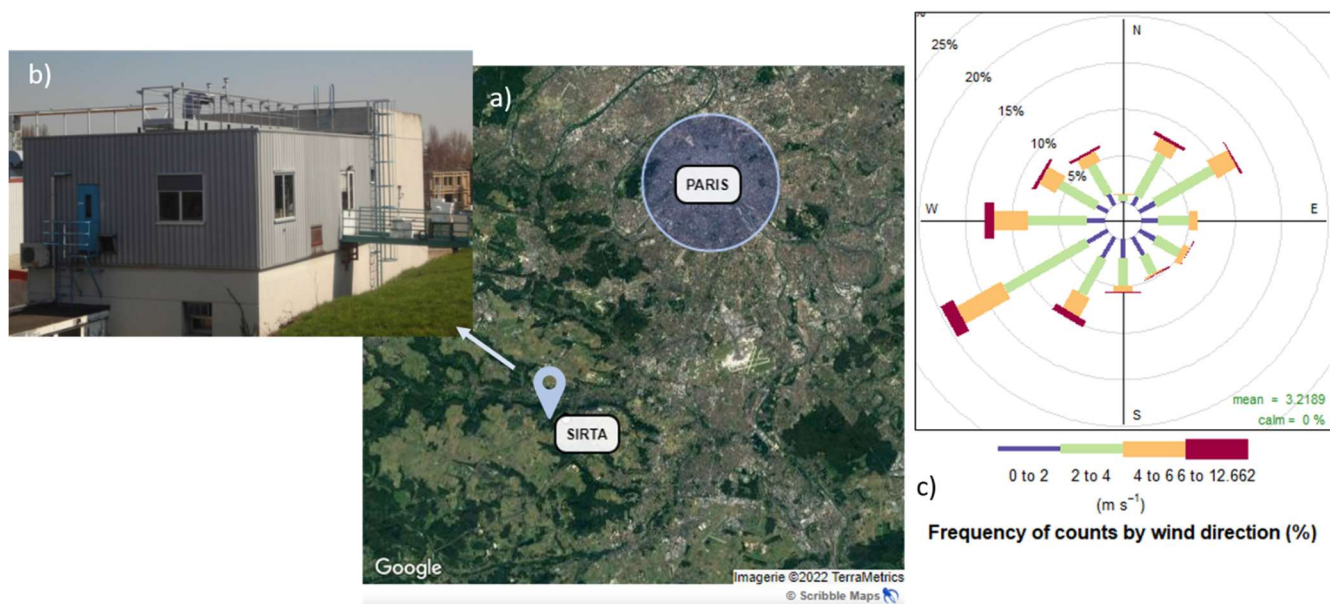 b)
a)
PARIS
SIRTA
Google
Imagerie ©2022 TerraMetrics
© Scribble Maps
25%
20%
15%
10%
5%
N
W
E
S
mean = 3.2189
calm = 0 %
0 to 2
2 to 4
4 to 6
6 to 12.662
(m s⁻¹)
c)
Frequency of counts by wind direction (%)